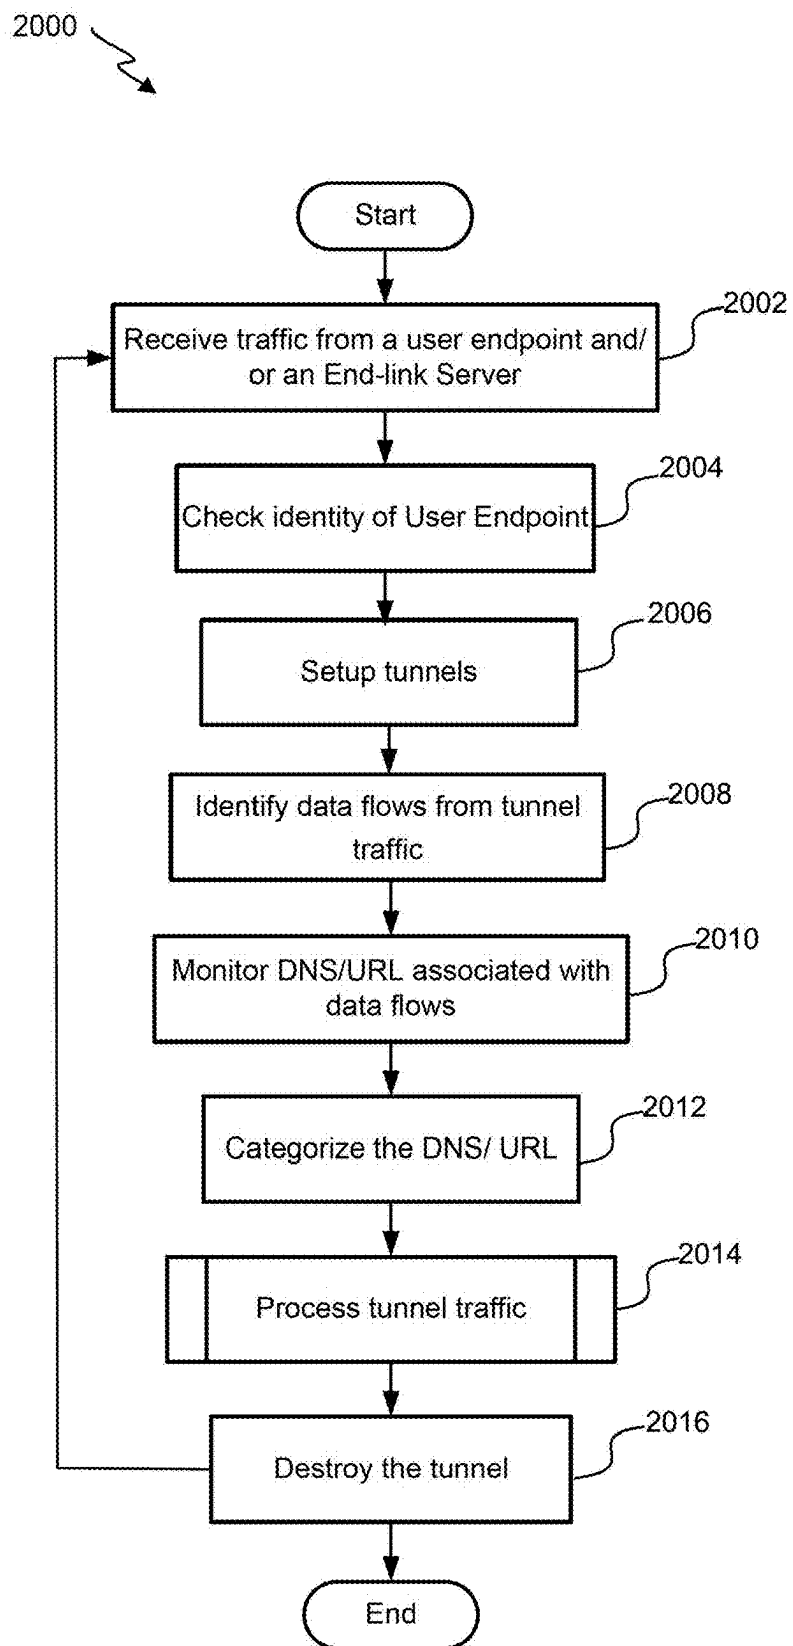 2000
Start
2002
Receive traffic from a user endpoint and/
or an End-link Server
2004
Check identity of User Endpoint
2006
Setup tunnels
2008
Identify data flows from tunnel
traffic
2010
Monitor DNS/URL associated with
data flows
2012
Categorize the DNS/ URL
2014
Process tunnel traffic
2016
Destroy the tunnel
End